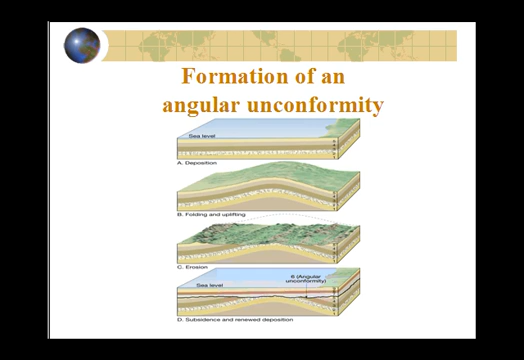 Formation of an
angular unconformity
Sea level
A. Deposition
B. Folding and uplifting
C. Erosion
6 (Angular
unconformity)
Sea level
D. Subsidence and renewed deposition